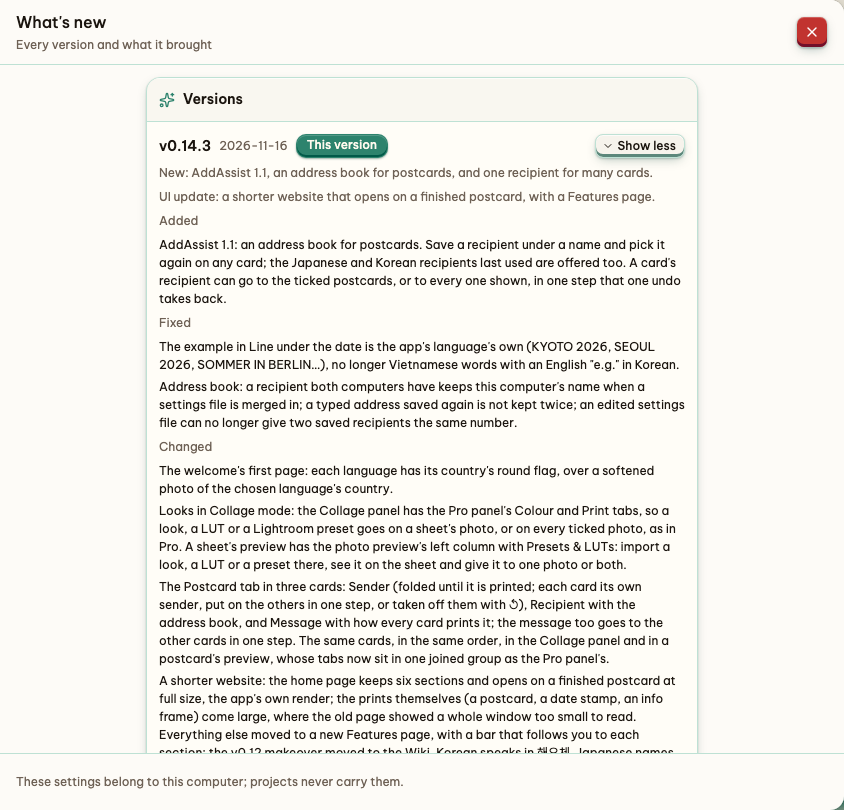 What's new
Every version and what it brought
Versions
v0.14.3 2026-11-16 This version Show less
New: AddAssist 1.1, an address book for postcards, and one recipient for many cards.
UI update: a shorter website that opens on a finished postcard, with a Features page.
Added
AddAssist 1.1: an address book for postcards. Save a recipient under a name and pick it
again on any card; the Japanese and Korean recipients last used are offered too. A card's
recipient can go to the ticked postcards, or to every one shown, in one step that one undo
takes back.
Fixed
The example in Line under the date is the app's language's own (KYOTO 2026, SEOUL
2026, SOMMER IN BERLIN…), no longer Vietnamese words with an English "e.g." in Korean.
Address book: a recipient both computers have keeps this computer's name when a
settings file is merged in; a typed address saved again is not kept twice; an edited settings
file can no longer give two saved recipients the same number.
Changed
The welcome's first page: each language has its country's round flag, over a softened
photo of the chosen language's country.
Looks in Collage mode: the Collage panel has the Pro panel's Colour and Print tabs, so a
look, a LUT or a Lightroom preset goes on a sheet's photo, or on every ticked photo, as in
Pro. A sheet's preview has the photo preview's left column with Presets & LUTs: import a
look, a LUT or a preset there, see it on the sheet and give it to one photo or both.
The Postcard tab in three cards: Sender (folded until it is printed; each card its own
sender, put on the others in one step, or taken off them with ↺), Recipient with the
address book, and Message with how every card prints it; the message too goes to the
other cards in one step. The same cards, in the same order, in the Collage panel and in a
postcard's preview, whose tabs now sit in one joined group as the Pro panel's.
A shorter website: the home page keeps six sections and opens on a finished postcard at
full size, the app's own render; the prints themselves (a postcard, a date stamp, an info
frame) come large, where the old page showed a whole window too small to read.
Everything else moved to a new Features page, with a bar that follows you to each
section; the v0.12 makeover moved to the Wiki. Korean speaks in 해요체, Japanese names
These settings belong to this computer; projects never carry them.